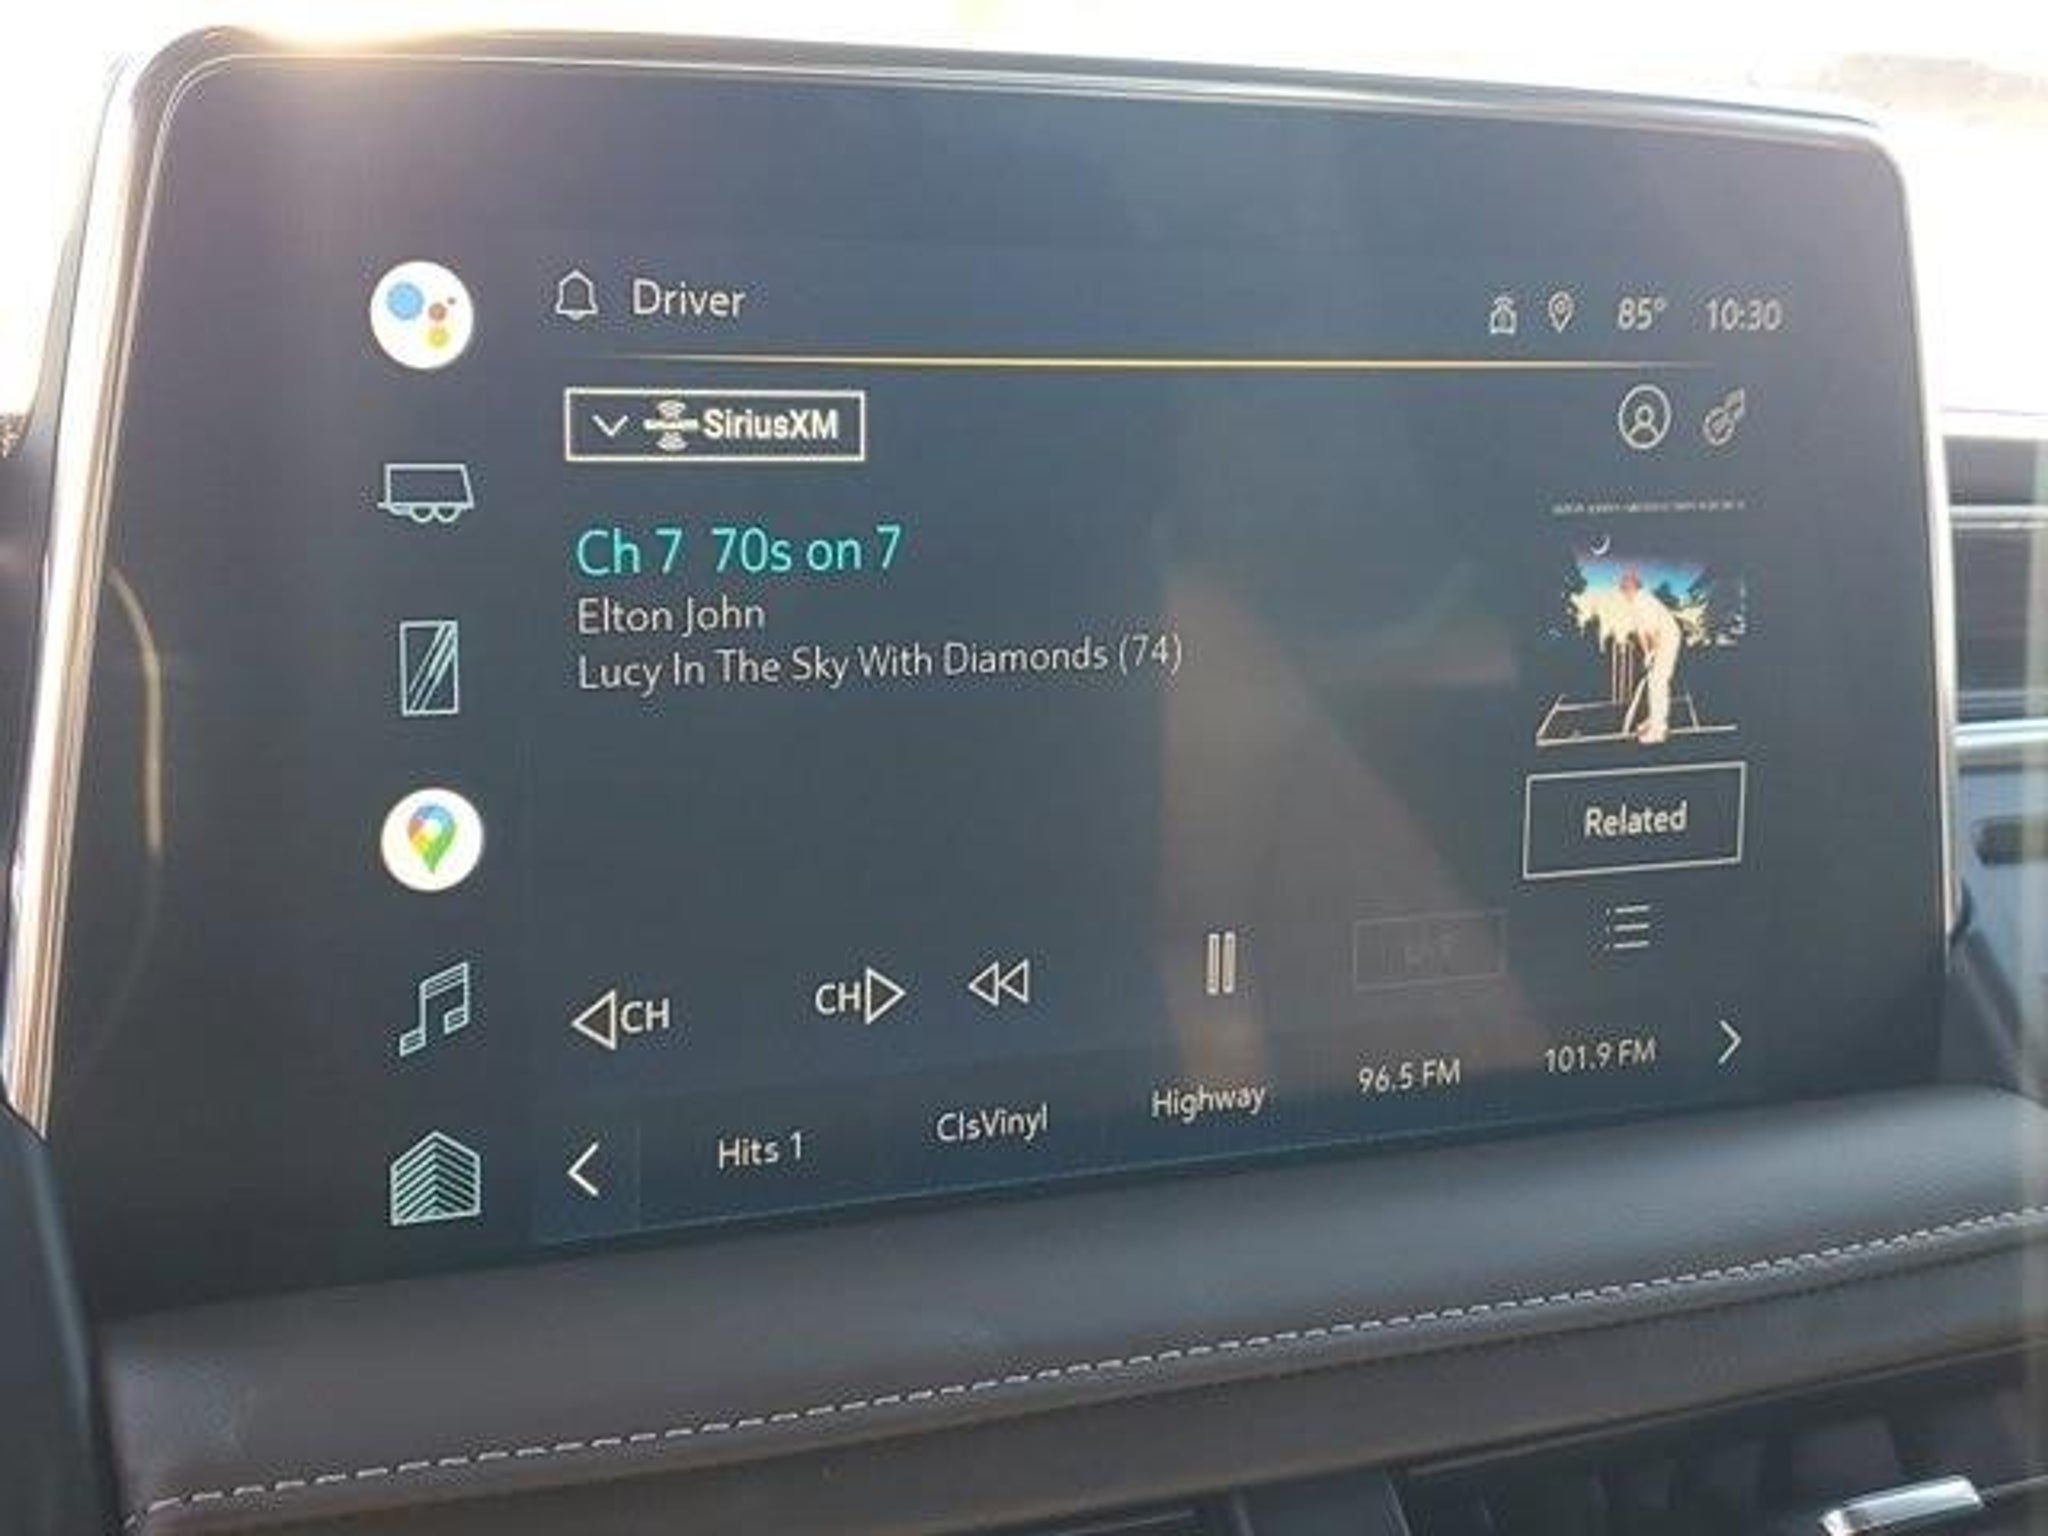 Driver
85° 10:30
SiriusXM
Ch 7 70s on 7
Elton John
Lucy In The Sky With Diamonds (74)
Related
CH
CH
Hits 1
ClsVinyl
Highway
96.5 FM
101.9 FM